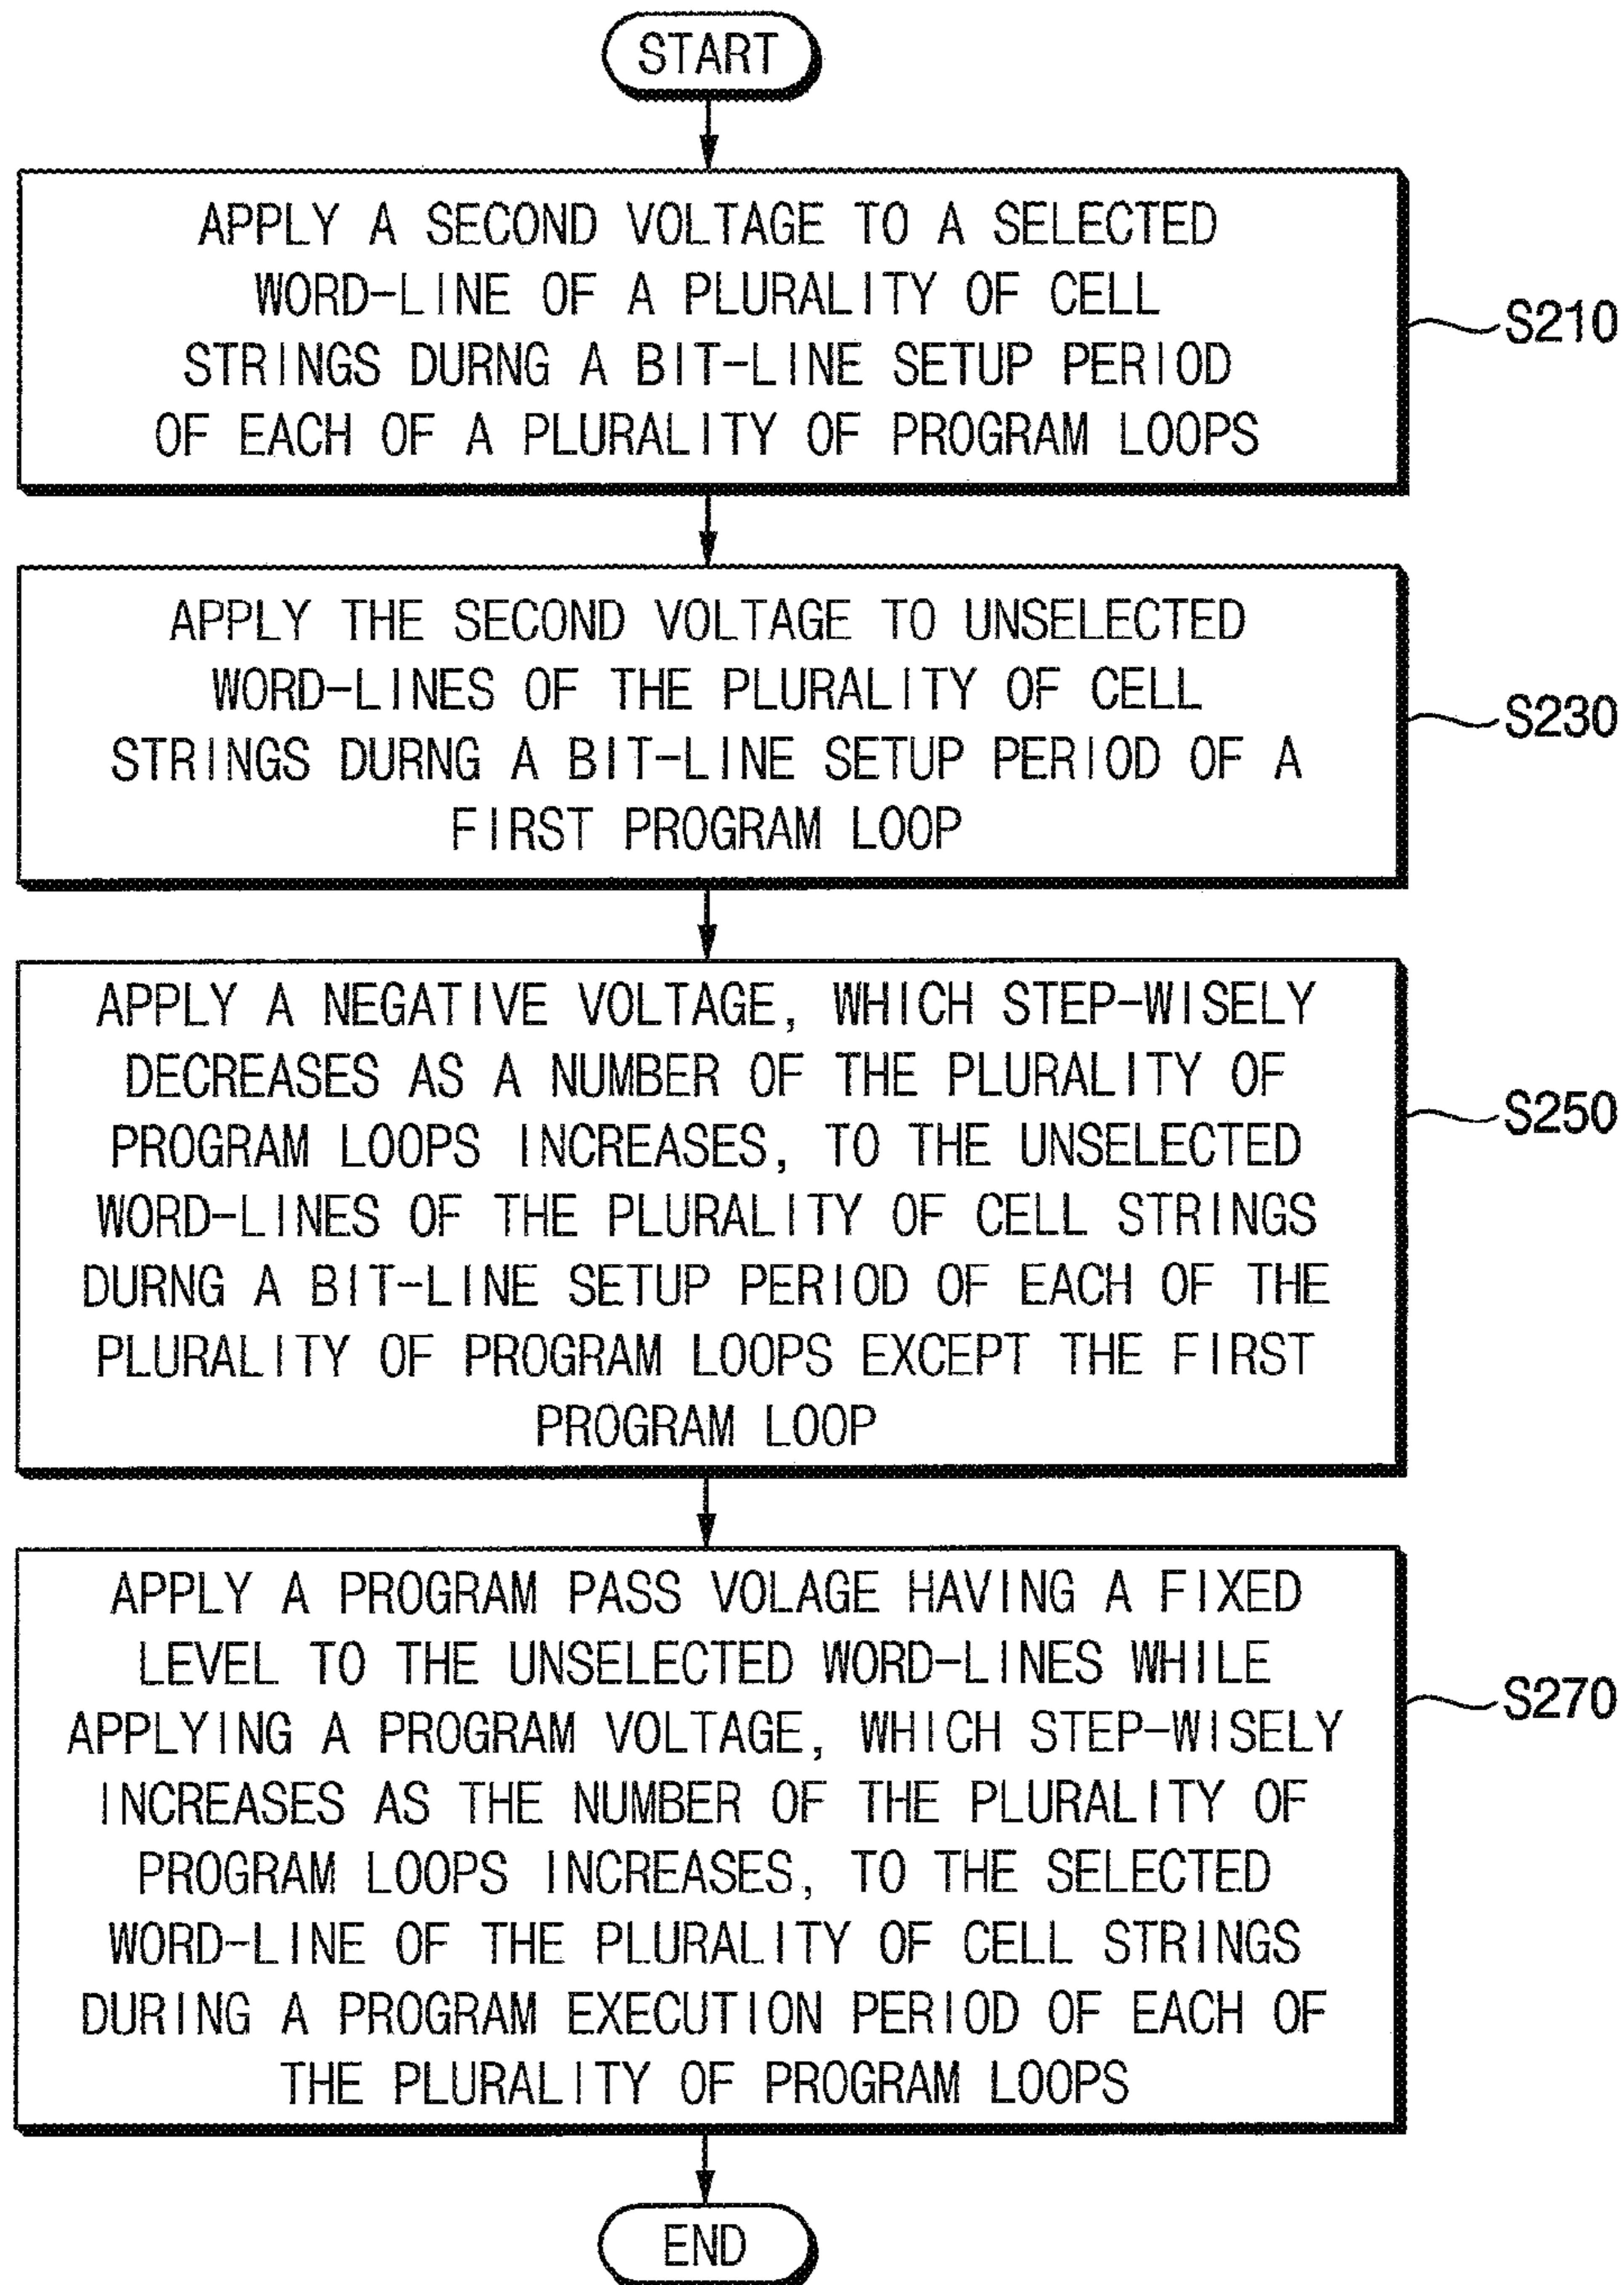 START
APPLY A SECOND VOLTAGE TO A SELECTED
WORD-LINE OF A PLURALITY OF CELL
STRINGS DURNG A BIT-LINE SETUP PERIOD
OF EACH OF A PLURALITY OF PROGRAM LOOPS
S210
APPLY THE SECOND VOLTAGE TO UNSELECTED
WORD-LINES OF THE PLURALITY OF CELL
STRINGS DURNG A BIT-LINE SETUP PERIOD OF A
FIRST PROGRAM LOOP
S230
APPLY A NEGATIVE VOLTAGE, WHICH STEP-WISELY
DECREASES AS A NUMBER OF THE PLURALITY OF
PROGRAM LOOPS INCREASES, TO THE UNSELECTED
WORD-LINES OF THE PLURALITY OF CELL STRINGS
DURNG A BIT-LINE SETUP PERIOD OF EACH OF THE
PLURALITY OF PROGRAM LOOPS EXCEPT THE FIRST
PROGRAM LOOP
S250
APPLY A PROGRAM PASS VOLAGE HAVING A FIXED
LEVEL TO THE UNSELECTED WORD-LINES WHILE
APPLYING A PROGRAM VOLTAGE, WHICH STEP-WISELY
INCREASES AS THE NUMBER OF THE PLURALITY OF
PROGRAM LOOPS INCREASES, TO THE SELECTED
WORD-LINE OF THE PLURALITY OF CELL STRINGS
DURING A PROGRAM EXECUTION PERIOD OF EACH OF
THE PLURALITY OF PROGRAM LOOPS
S270
END